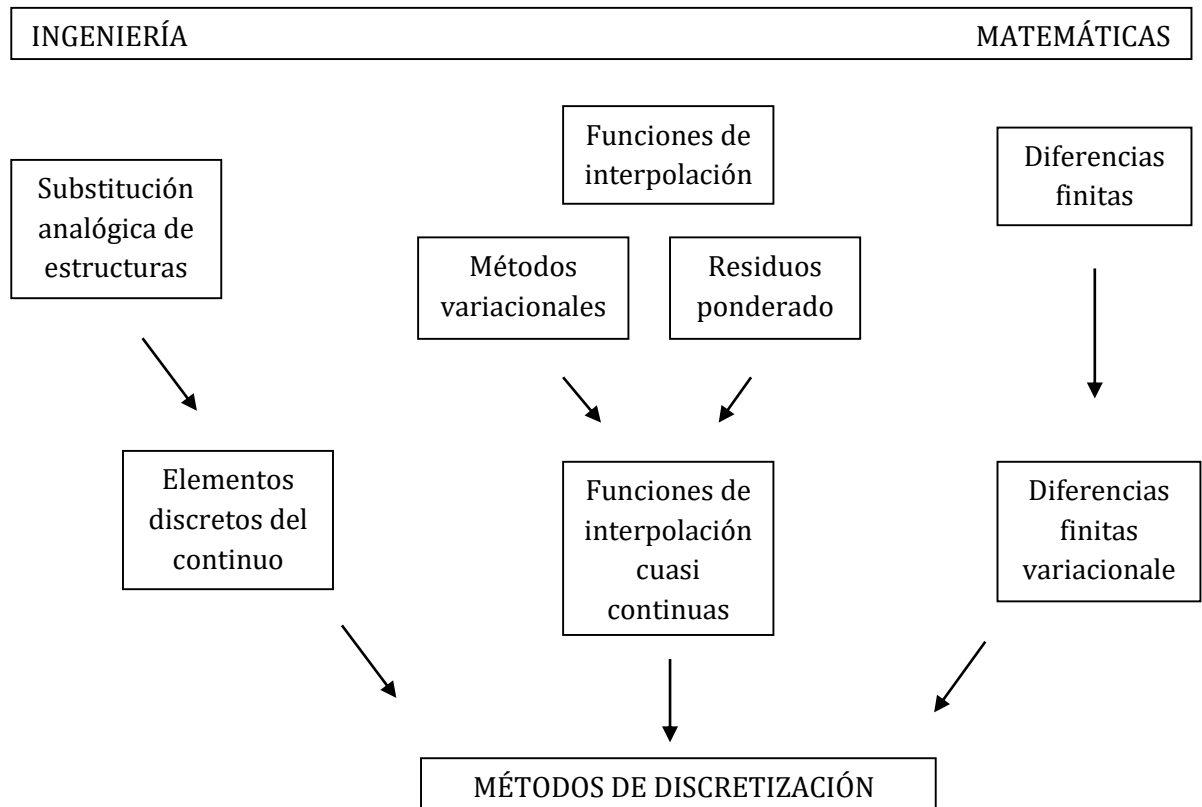 INGENIERÍA MATEMÁTICAS
Funciones de
interpolación
Diferencias
finitas
Substitución
analógica de
estructuras
Métodos
variacionales
Residuos
ponderado
Elementos
discretos del
continuo
Funciones de
interpolación
cuasi
continuas
Diferencias
finitas
variacionale
MÉTODOS DE DISCRETIZACIÓN